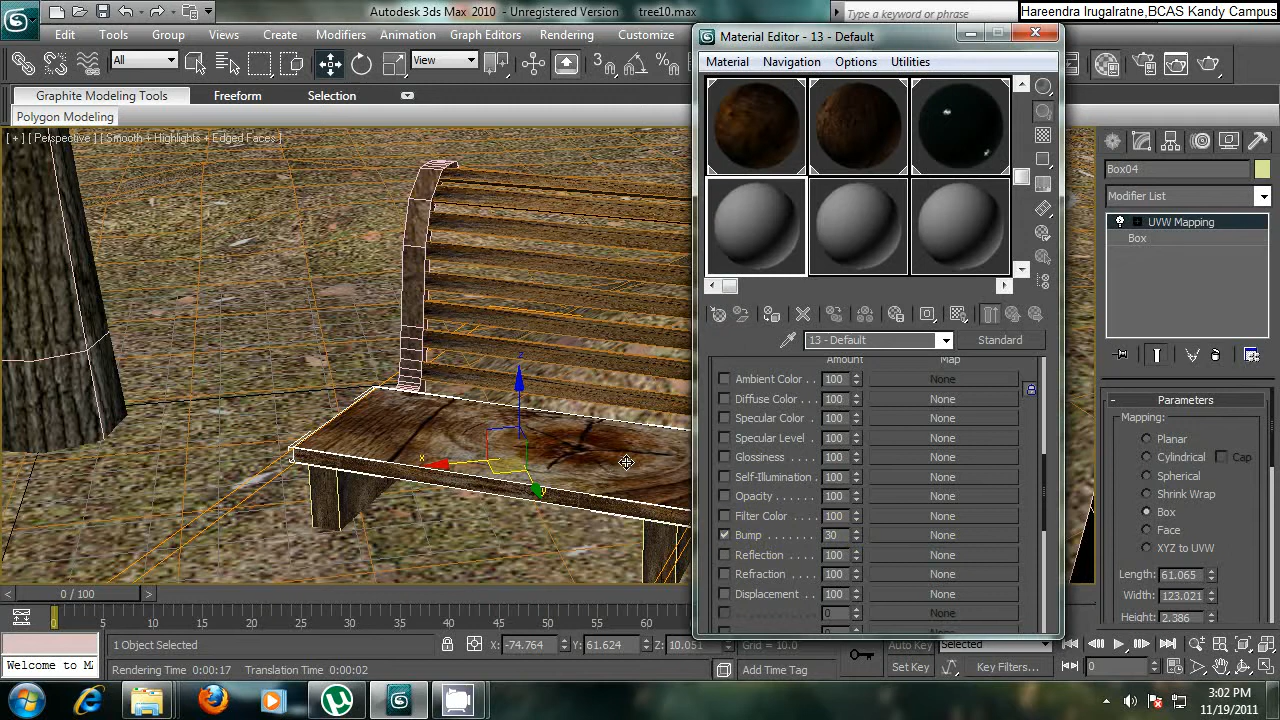 Autodesk 3ds Max 2010 - Unregistered Version tree10.max
Type a keyword or phrase
Hareendra Irugalratne,BCAS Kandy Campus
Edit Tools Group Views Create Modifiers Animation Graph Editors Rendering Customize
All
View
Graphite Modeling Tools Freeform Selection
Polygon Modeling
[ + ] [ Perspective ] [ Smooth + Highlights + Edged Faces ]
Material Editor - 13 - Default
Material Navigation Options Utilities
13 - Default Standard
Amount Map
Ambient Color . . 100 None
Diffuse Color . . . 100 None
Specular Color . . 100 None
Specular Level . . 100 None
Glossiness . . . . . 100 None
Self-Illumination . 100 None
Opacity . . . . . . 100 None
Filter Color . . . . 100 None
Bump . . . . . . . 30 None
Reflection . . . . 100 None
Refraction . . . . 100 None
Displacement . . 100 None
0 None
Box04
Modifier List
UVW Mapping
Box
- Parameters
Mapping:
Planar
Cylindrical Cap
Spherical
Shrink Wrap
Box
Face
XYZ to UVW
Length: 61.065
Width: 123.021
Height: 2.386
z
x
y
< 0 / 100 >
0 5 10 15 20 25 30 35 40 45 50 55 60
1 Object Selected
X: -74.764 Y: 61.624 Z: 10.051 Grid = 10.0
Auto Key Selected
Welcome to MA
Rendering Time 0:00:17 Translation Time 0:00:02
Add Time Tag
Set Key Key Filters...
0
3:02 PM
11/19/2011